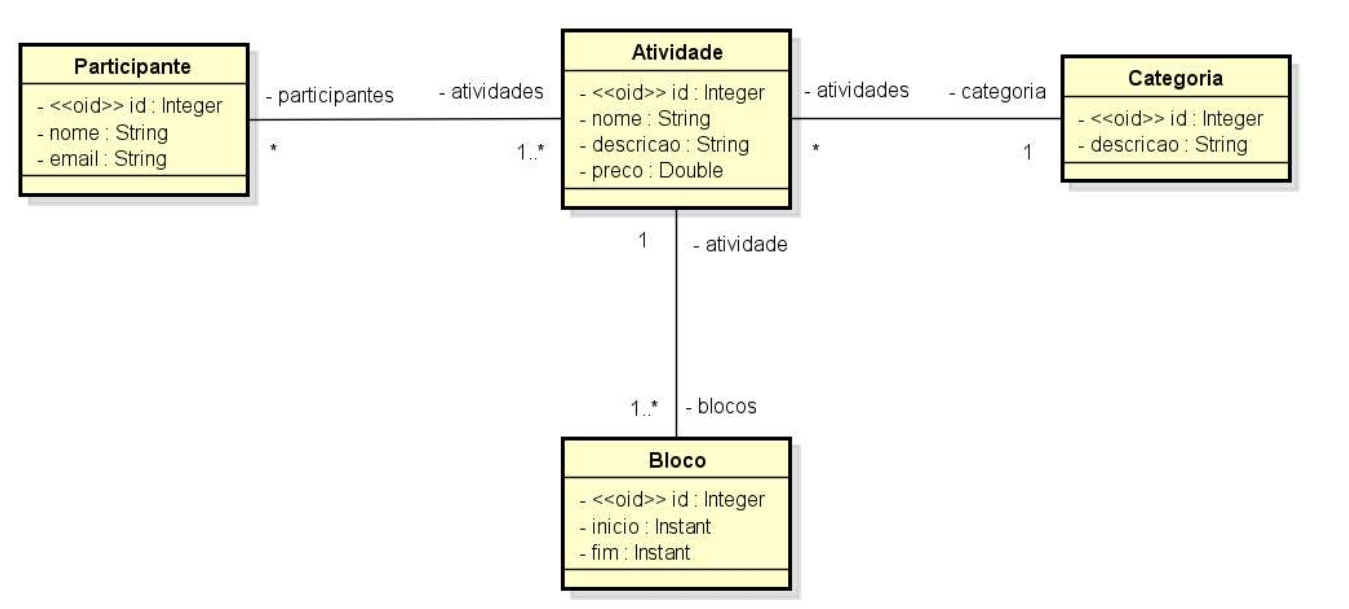 Participante
- <<oid>> id : Integer
- nome : String
- email : String
- participantes
*
- atividades
1..*
Atividade
- <<oid>> id : Integer
- nome : String
- descricao : String
- preco : Double
- atividades
*
- categoria
1
Categoria
- <<oid>> id : Integer
- descricao : String
1
- atividade
1..*
- blocos
Bloco
- <<oid>> id : Integer
- inicio : Instant
- fim : Instant